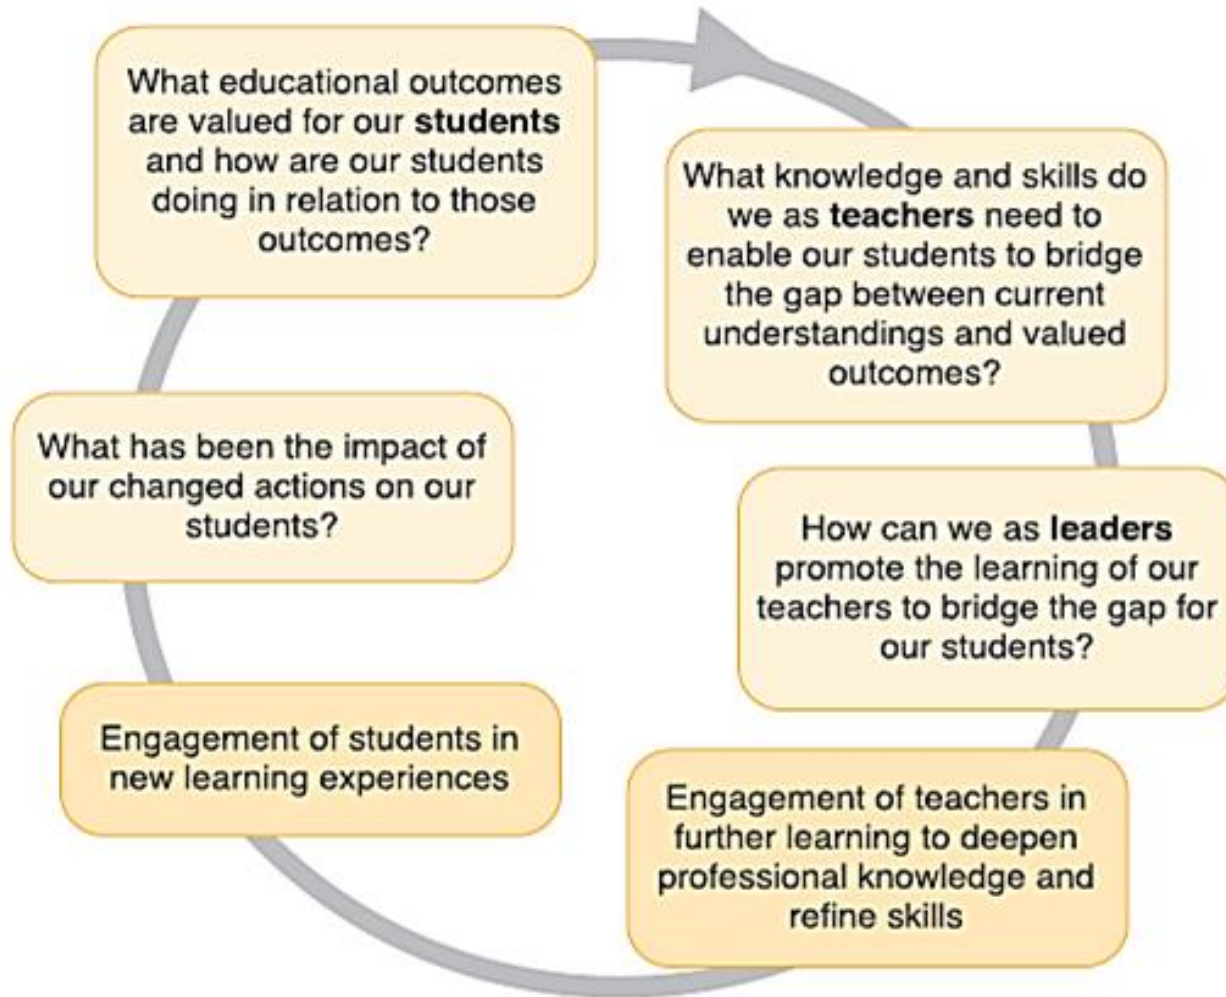 What educational outcomes
are valued for our students
and how are our students
doing in relation to those
outcomes?
What knowledge and skills do
we as teachers need to
enable our students to bridge
the gap between current
understandings and valued
outcomes?
How can we as leaders
promote the learning of our
teachers to bridge the gap for
our students?
Engagement of teachers in
further learning to deepen
professional knowledge and
refine skills
Engagement of students in
new learning experiences
What has been the impact of
our changed actions on our
students?